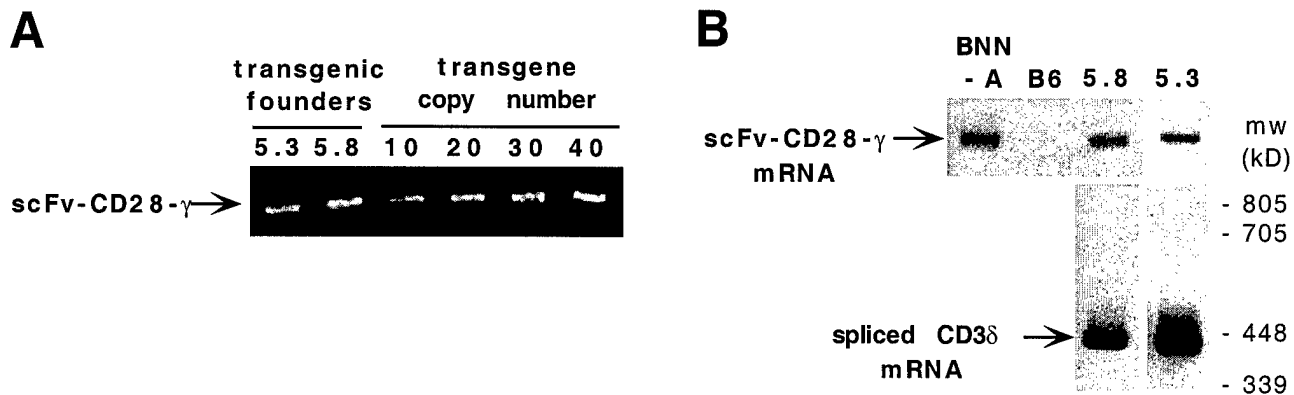 A
transgenic founders
transgene copy number
5.3 5.8 10 20 30 40
scFv-CD28-γ
B
BNN - A B6 5.8 5.3
scFv-CD28-γ mRNA
mw (kD)
- 805
- 705
spliced CD3δ mRNA
- 448
- 339